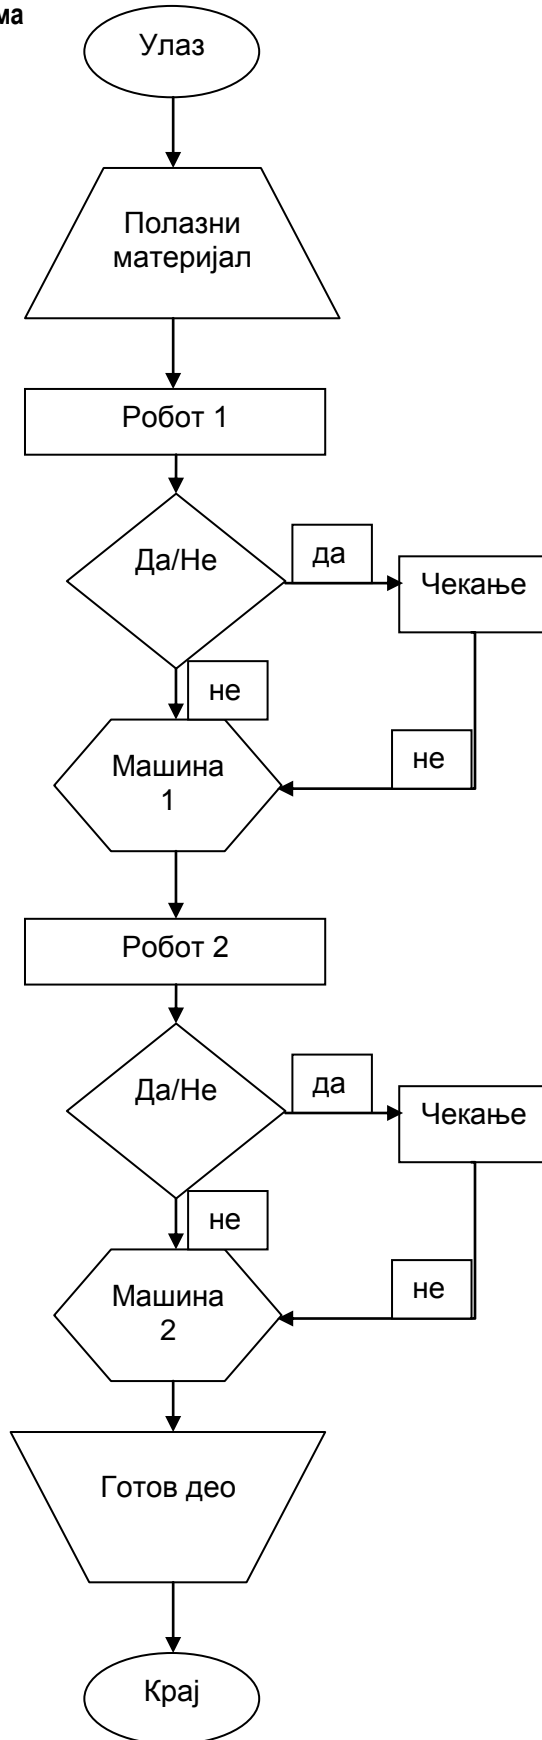 Улаз
Полазни
материјал
Робот 1
Да/Не
да
Чекање
не
Машина
1
не
Робот 2
Да/Не
да
Чекање
не
Машина
2
не
Готов део
Крај